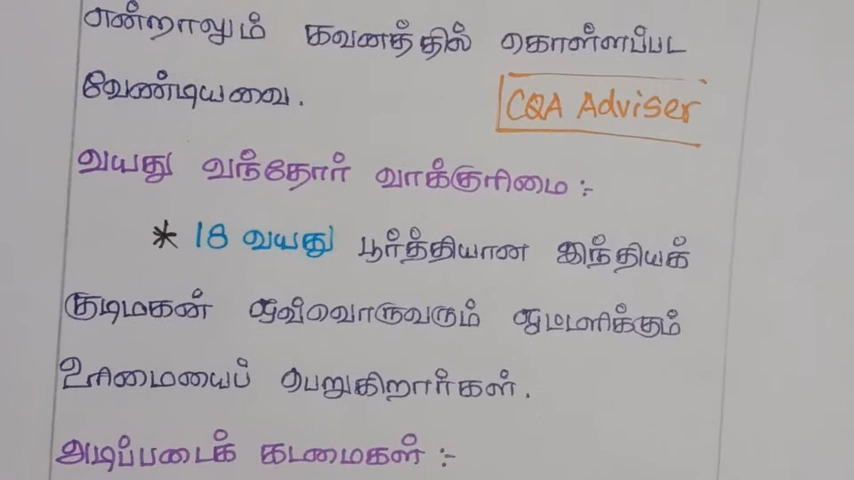 என்றாலும் கவனத்தில் கொள்ளப்பட
வேண்டியவை.
CQA Adviser
வயது வந்தோர் வாக்குரிமை :-
* 18 வயது பூர்த்தியான இந்தியக்
குடிமகன் ஒவ்வொருவரும் ஓட்டளிக்கும்
உரிமையைப் பெறுகிறார்கள்.
அடிப்படைக் கடமைகள் :-